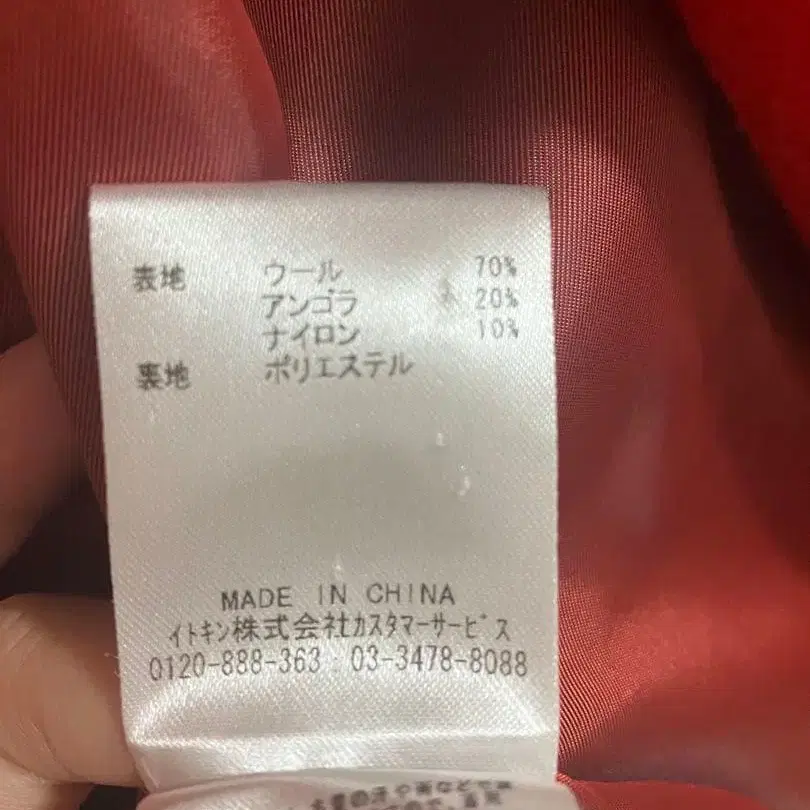 表地 ウール 70%
アンゴラ 20%
ナイロン 10%
裏地 ポリエステル
MADE IN CHINA
イトキン株式会社カスタマーサービス
0120-888-363 : 03-3478-8088